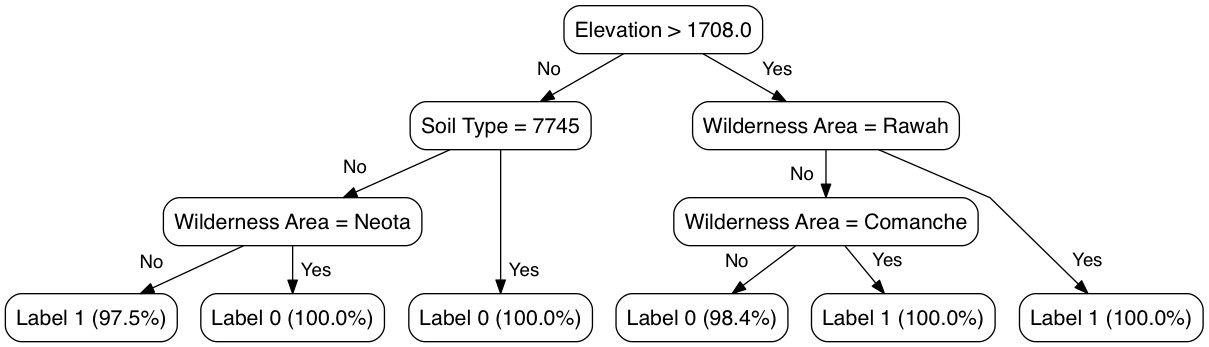 Elevation > 1708.0
No
Yes
Soil Type = 7745
Wilderness Area = Rawah
No
No
Wilderness Area = Neota
Wilderness Area = Comanche
No
Yes
Yes
No
Yes
Yes
Label 1 (97.5%)
Label 0 (100.0%)
Label 0 (100.0%)
Label 0 (98.4%)
Label 1 (100.0%)
Label 1 (100.0%)